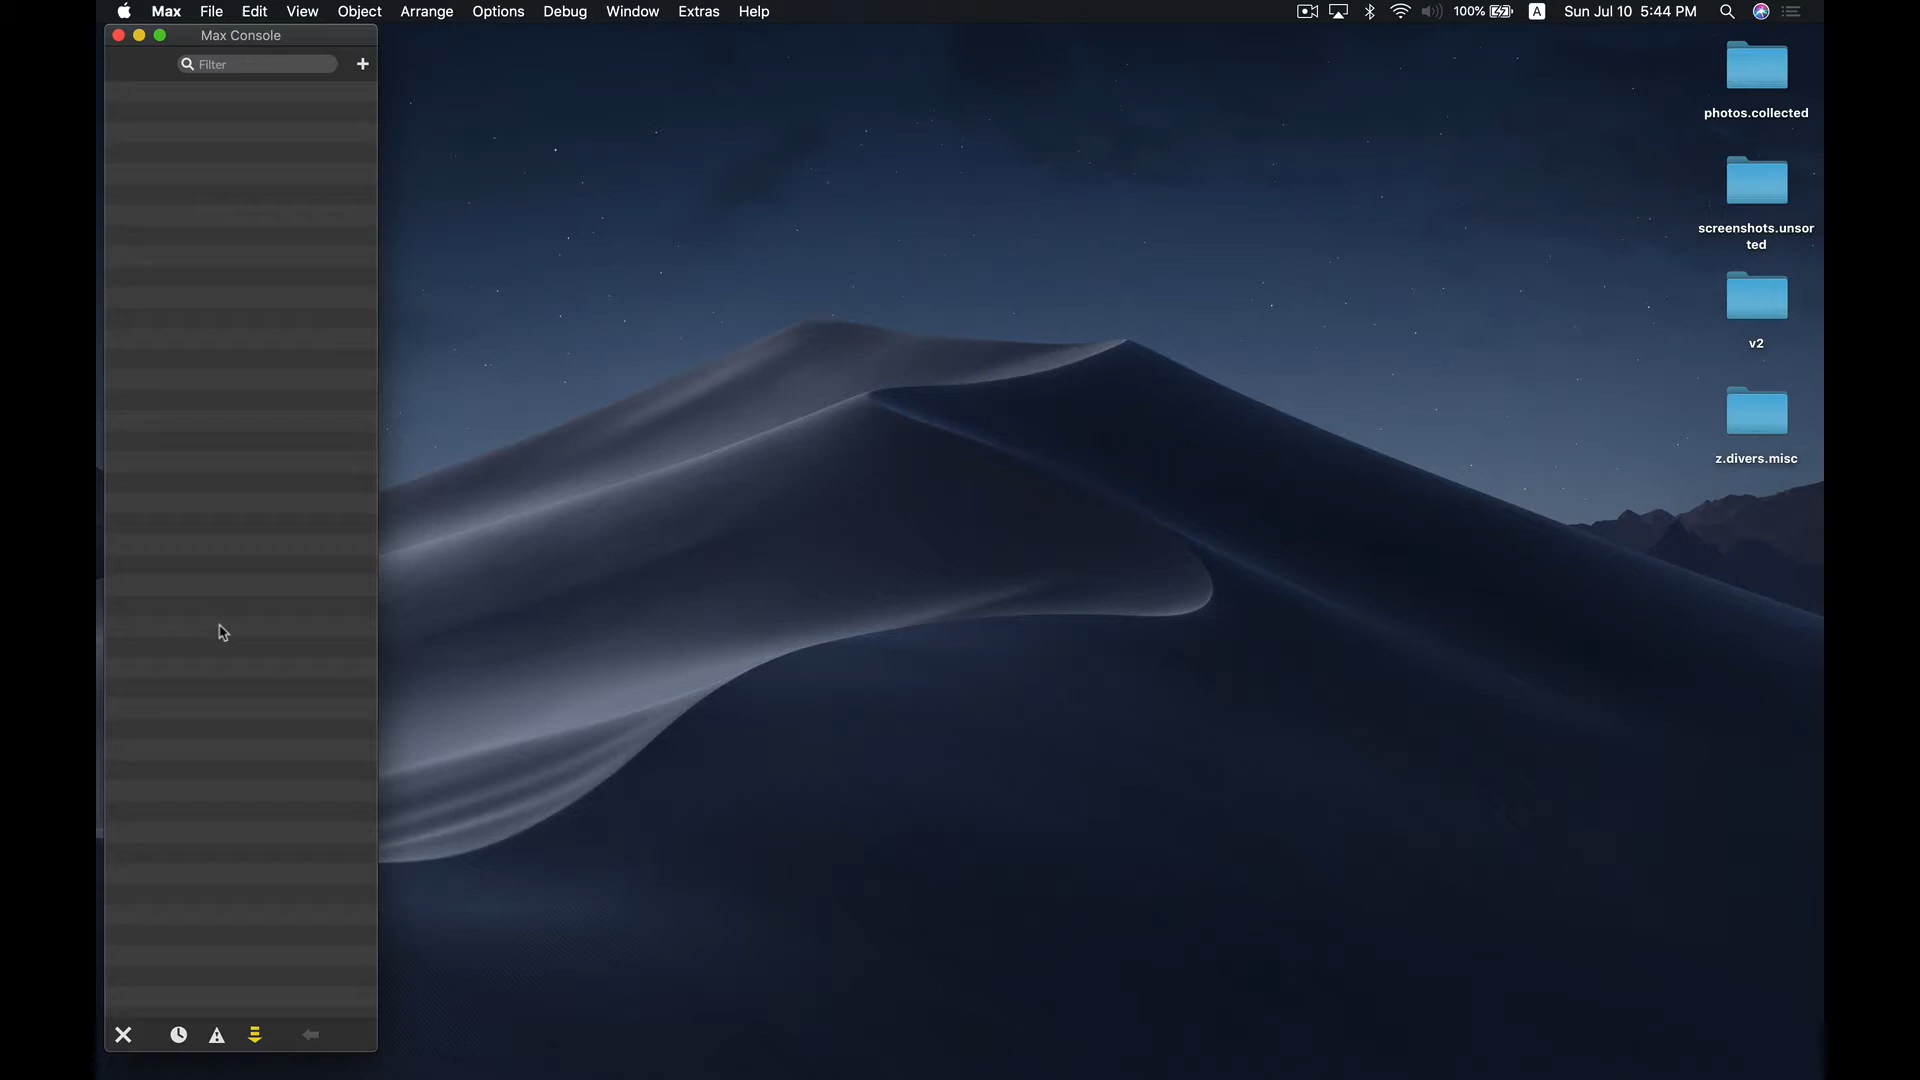 Max File Edit View Object Arrange Options Debug Window Extras Help 100% A Sun Jul 10 5:44 PM
Max Console
Filter
photos.collected
screenshots.unsor
ted
v2
z.divers.misc